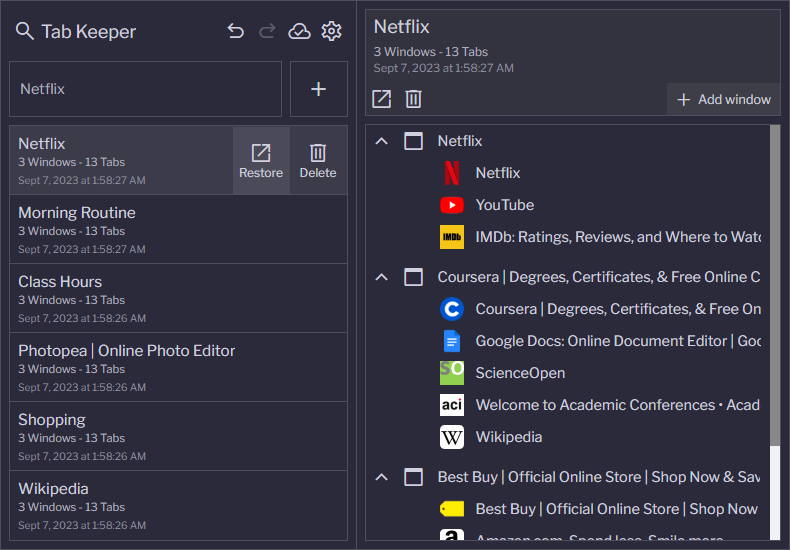 Tab Keeper
Netflix
Netflix
3 Windows - 13 Tabs
Sept 7, 2023 at 1:58:27 AM
Restore
Delete
Morning Routine
3 Windows - 13 Tabs
Sept 7, 2023 at 1:58:27 AM
Class Hours
3 Windows - 13 Tabs
Sept 7, 2023 at 1:58:26 AM
Photopea | Online Photo Editor
3 Windows - 13 Tabs
Sept 7, 2023 at 1:58:26 AM
Shopping
3 Windows - 13 Tabs
Sept 7, 2023 at 1:58:26 AM
Wikipedia
3 Windows - 13 Tabs
Sept 7, 2023 at 1:58:26 AM
Netflix
3 Windows - 13 Tabs
Sept 7, 2023 at 1:58:27 AM
Add window
Netflix
N Netflix
YouTube
IMDb IMDb: Ratings, Reviews, and Where to Watc
Coursera | Degrees, Certificates, & Free Online C
C Coursera | Degrees, Certificates, & Free On
Google Docs: Online Document Editor | Goo
SO ScienceOpen
aci Welcome to Academic Conferences • Acad
W Wikipedia
Best Buy | Official Online Store | Shop Now & Sav
Best Buy | Official Online Store | Shop Now
a Amazon.com. Spend less. Smile more.